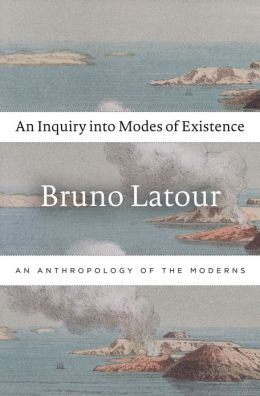 An Inquiry into Modes of Existence
Bruno Latour
AN ANTHROPOLOGY OF THE MODERNS